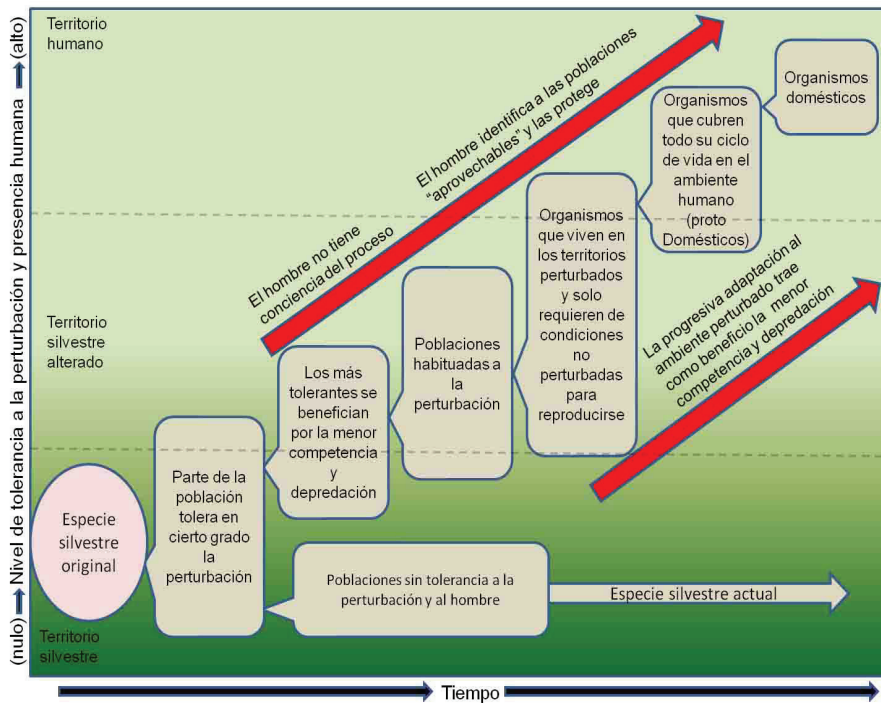 (nulo) Nivel de tolerancia a la perturbación y presencia humana (alto)
Territorio
humano
Territorio
silvestre
alterado
Territorio
silvestre
Especie
silvestre
original
Parte de la
población
tolera en
cierto grado
la
perturbación
Los más
tolerantes se
benefician
por la menor
competencia
y
depredación
Poblaciones
habituadas a
la
perturbación
Organismos
que viven en
los territorios
perturbados
y solo
requieren de
condiciones
no
perturbadas
para
reproducirse
Organismos
que cubren
todo su ciclo
de vida en el
ambiente
humano
(proto
Domésticos)
Organismos
domésticos
El hombre no tiene
conciencia del proceso
El hombre identifica a las poblaciones
“aprovechables” y las protege
La progresiva adaptación al
ambiente perturbado trae
como beneficio la menor
competencia y depredación
Poblaciones sin tolerancia a la
perturbación y al hombre
Especie silvestre actual
Tiempo